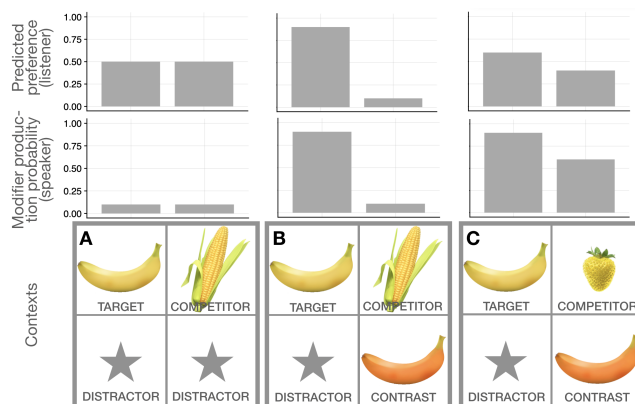 Predicted
preference
(listener)
1.00
0.75
0.50
0.25
0.00
Modifier produc-
tion probability
(speaker)
1.00
0.75
0.50
0.25
0.00
Contexts
A
TARGET
COMPETITOR
DISTRACTOR
DISTRACTOR
B
TARGET
COMPETITOR
DISTRACTOR
CONTRAST
C
TARGET
COMPETITOR
DISTRACTOR
CONTRAST